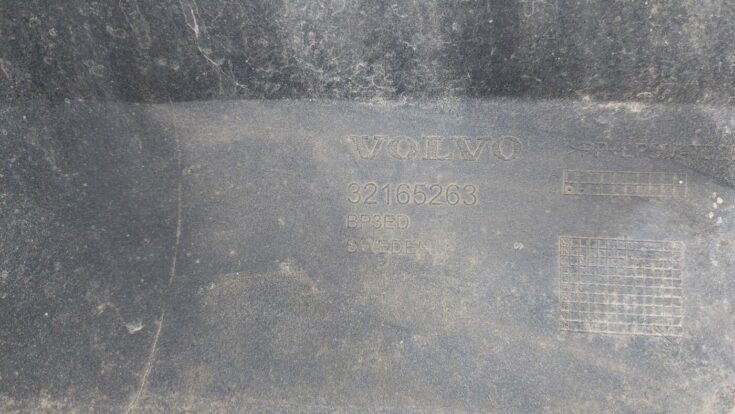 VOLVO
32165263
BP3ED
SWEDEN